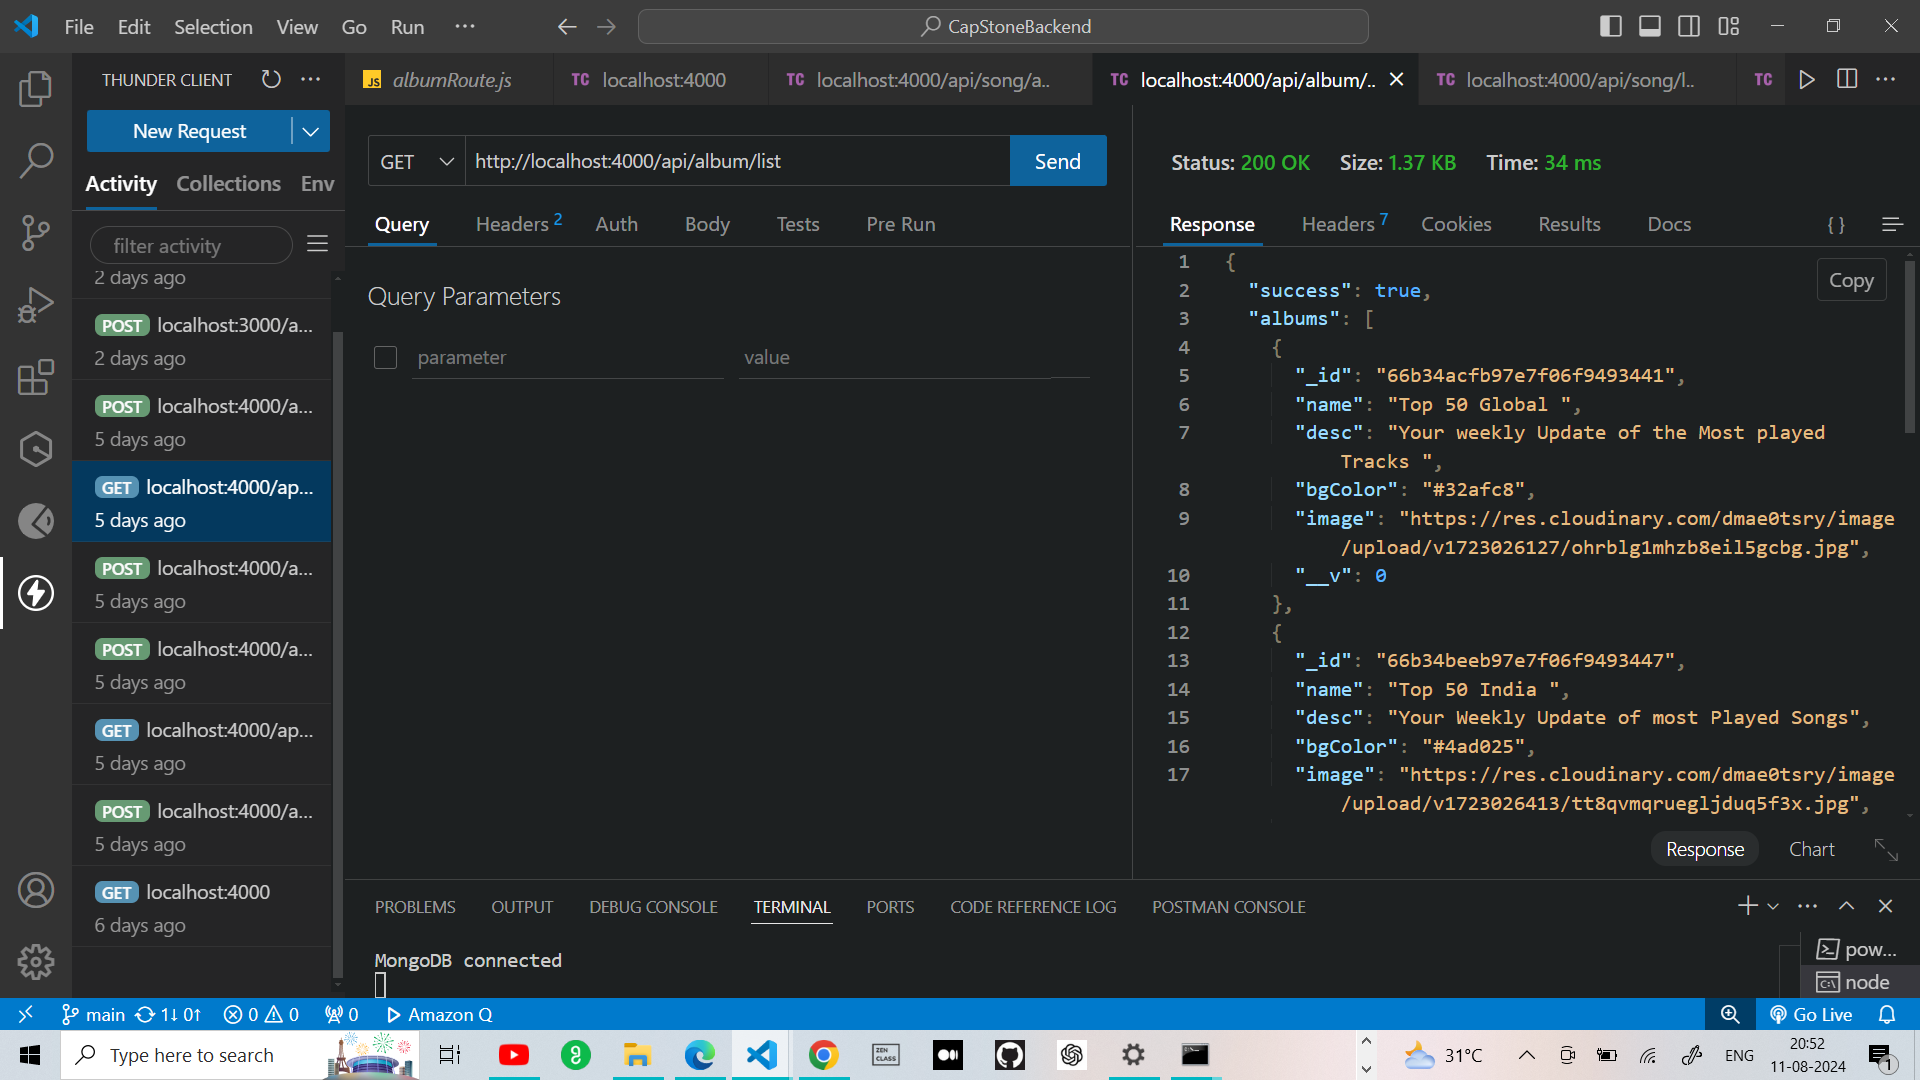 File Edit Selection View Go Run ··· CapStoneBackend
THUNDER CLIENT ···
New Request
Activity Collections Env
filter activity
2 days ago
POST localhost:3000/a...
2 days ago
POST localhost:4000/a...
5 days ago
GET localhost:4000/ap...
5 days ago
POST localhost:4000/a...
5 days ago
POST localhost:4000/a...
5 days ago
GET localhost:4000/ap...
5 days ago
POST localhost:4000/a...
5 days ago
GET localhost:4000
6 days ago
JS albumRoute.js TC localhost:4000 TC localhost:4000/api/song/a.. TC localhost:4000/api/album/.. TC localhost:4000/api/song/l.. TC ···
GET http://localhost:4000/api/album/list Send
Query Headers 2 Auth Body Tests Pre Run
Query Parameters
parameter value
Status: 200 OK Size: 1.37 KB Time: 34 ms
Response Headers 7 Cookies Results Docs { }
Copy
1 {
2 "success": true,
3 "albums": [
4 {
5 "_id": "66b34acfb97e7f06f9493441",
6 "name": "Top 50 Global ",
7 "desc": "Your weekly Update of the Most played
Tracks ",
8 "bgColor": "#32afc8",
9 "image": "https://res.cloudinary.com/dmae0tsry/image
/upload/v1723026127/ohrblg1mhzb8eil5gcbg.jpg",
10 "__v": 0
11 },
12 {
13 "_id": "66b34beeb97e7f06f9493447",
14 "name": "Top 50 India ",
15 "desc": "Your Weekly Update of most Played Songs",
16 "bgColor": "#4ad025",
17 "image": "https://res.cloudinary.com/dmae0tsry/image
/upload/v1723026413/tt8qvmqruegljduq5f3x.jpg",
Response Chart
PROBLEMS OUTPUT DEBUG CONSOLE TERMINAL PORTS CODE REFERENCE LOG POSTMAN CONSOLE ···
MongoDB connected
pow...
node
main 1↓ 0↑ 0 0 0 Amazon Q Go Live
Type here to search ZEN CLASS 31°C ENG 20:52
11-08-2024 1